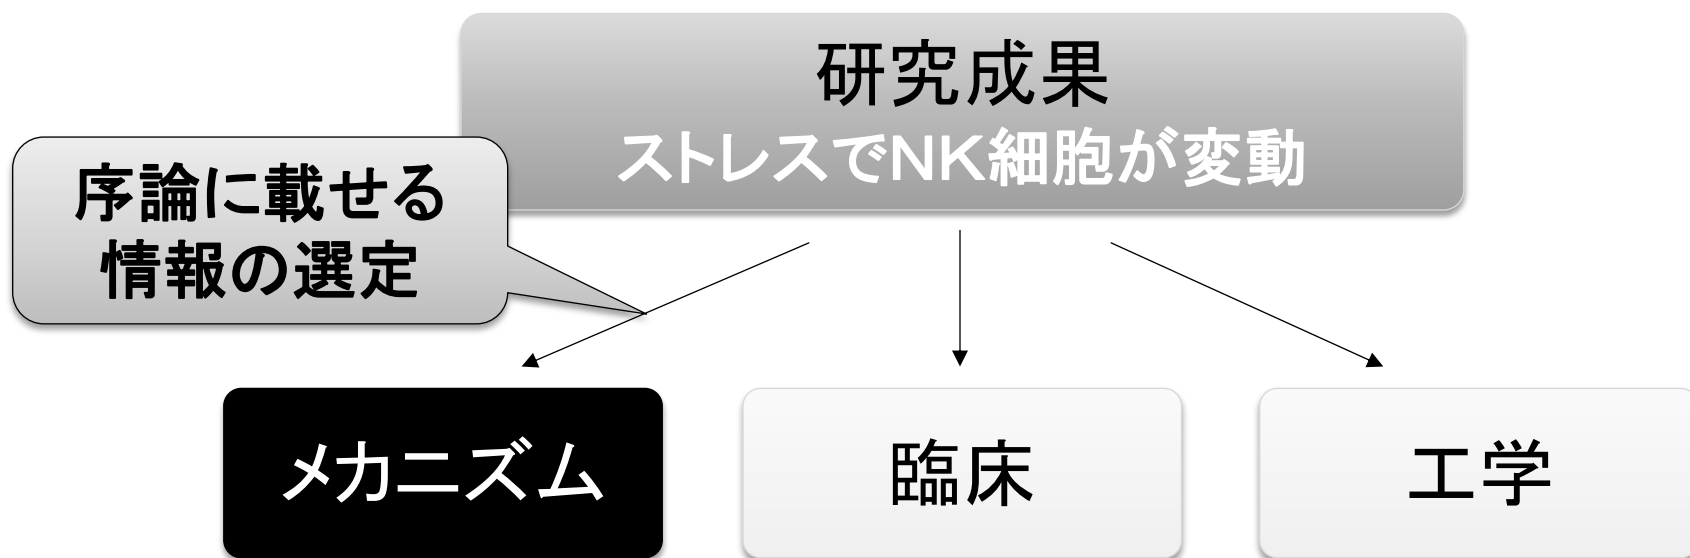 研究成果
ストレスでNK細胞が変動
序論に載せる
情報の選定
メカニズム
臨床
工学